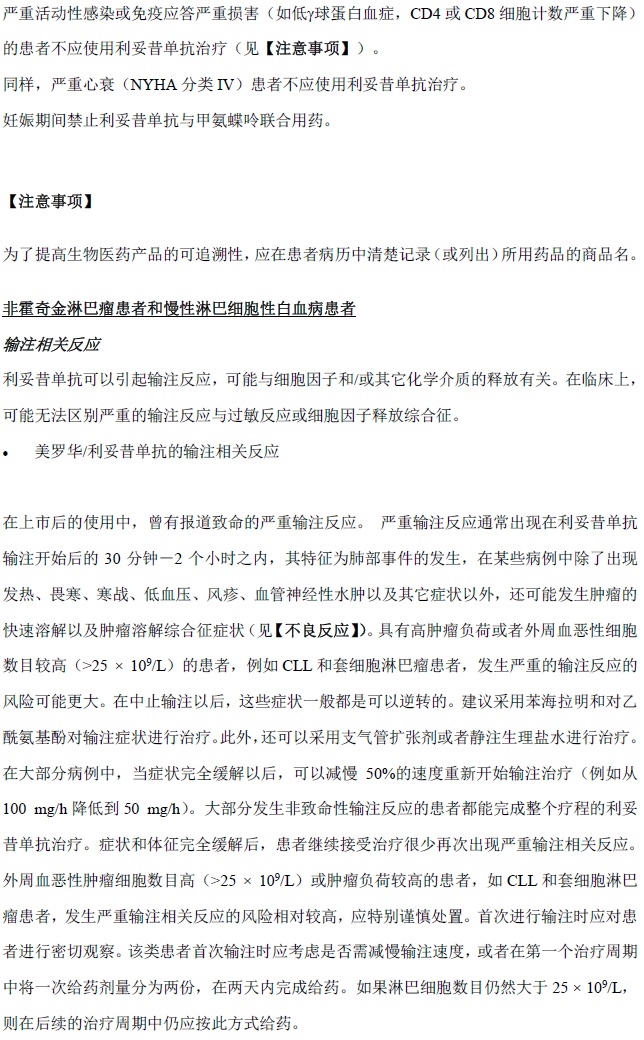 严重活动性感染或免疫应答严重损害（如低γ球蛋白血症，CD4 或 CD8 细胞计数严重下降）
的患者不应使用利妥昔单抗治疗（见【注意事项】）。
同样，严重心衰（NYHA 分类 IV）患者不应使用利妥昔单抗治疗。
妊娠期间禁止利妥昔单抗与甲氨蝶呤联合用药。
【注意事项】
为了提高生物医药产品的可追溯性，应在患者病历中清楚记录（或列出）所用药品的商品名。
非霍奇金淋巴瘤患者和慢性淋巴细胞性白血病患者
输注相关反应
利妥昔单抗可以引起输注反应，可能与细胞因子和/或其它化学介质的释放有关。在临床上，
可能无法区别严重的输注反应与过敏反应或细胞因子释放综合征。
• 美罗华/利妥昔单抗的输注相关反应
在上市后的使用中，曾有报道致命的严重输注反应。 严重输注反应通常出现在利妥昔单抗
输注开始后的 30 分钟－2 个小时之内，其特征为肺部事件的发生，在某些病例中除了出现
发热、畏寒、寒战、低血压、风疹、血管神经性水肿以及其它症状以外，还可能发生肿瘤的
快速溶解以及肿瘤溶解综合征症状（见【不良反应】）。具有高肿瘤负荷或者外周血恶性细胞
数目较高（>25 × 10⁹/L）的患者，例如 CLL 和套细胞淋巴瘤患者，发生严重的输注反应的
风险可能更大。在中止输注以后，这些症状一般都是可以逆转的。建议采用苯海拉明和对乙
酰氨基酚对输注症状进行治疗。此外，还可以采用支气管扩张剂或者静注生理盐水进行治疗。
在大部分病例中，当症状完全缓解以后，可以减慢 50%的速度重新开始输注治疗（例如从
100 mg/h 降低到 50 mg/h）。大部分发生非致命性输注反应的患者都能完成整个疗程的利妥
昔单抗治疗。症状和体征完全缓解后，患者继续接受治疗很少再次出现严重输注相关反应。
外周血恶性肿瘤细胞数目高（>25 × 10⁹/L）或肿瘤负荷较高的患者，如 CLL 和套细胞淋巴
瘤患者，发生严重输注相关反应的风险相对较高，应特别谨慎处置。首次进行输注时应对患
者进行密切观察。该类患者首次输注时应考虑是否需减慢输注速度，或者在第一个治疗周期
中将一次给药剂量分为两份，在两天内完成给药。如果淋巴细胞数目仍然大于 25 × 10⁹/L，
则在后续的治疗周期中仍应按此方式给药。